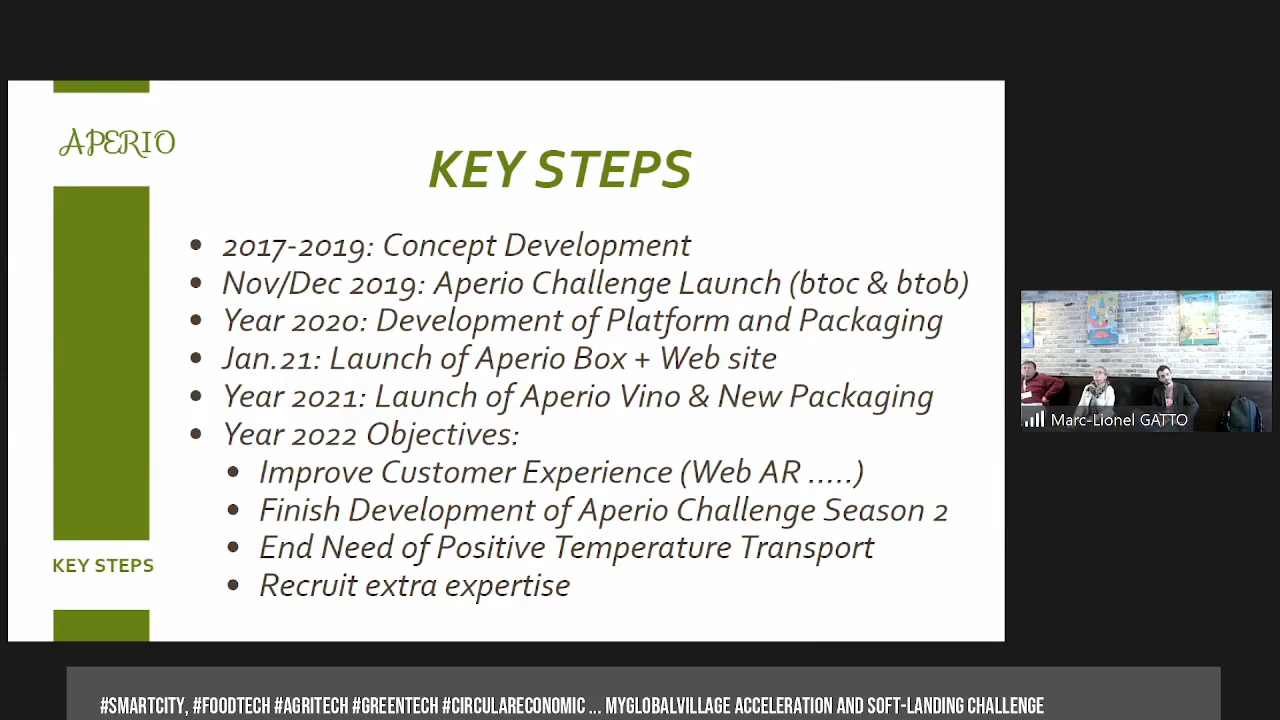 APERIO
KEY STEPS
• 2017-2019: Concept Development
• Nov/Dec 2019: Aperio Challenge Launch (btoc & btob)
• Year 2020: Development of Platform and Packaging
• Jan.21: Launch of Aperio Box + Web site
• Year 2021: Launch of Aperio Vino & New Packaging
• Year 2022 Objectives:
• Improve Customer Experience (Web AR .....)
• Finish Development of Aperio Challenge Season 2
• End Need of Positive Temperature Transport
• Recruit extra expertise
KEY STEPS
Marc-Lionel GATTO
#SMARTCITY, #FOODTECH #AGRITECH #GREENTECH #CIRCULARECONOMIC ... MYGLOBALVILLAGE ACCELERATION AND SOFT-LANDING CHALLENGE